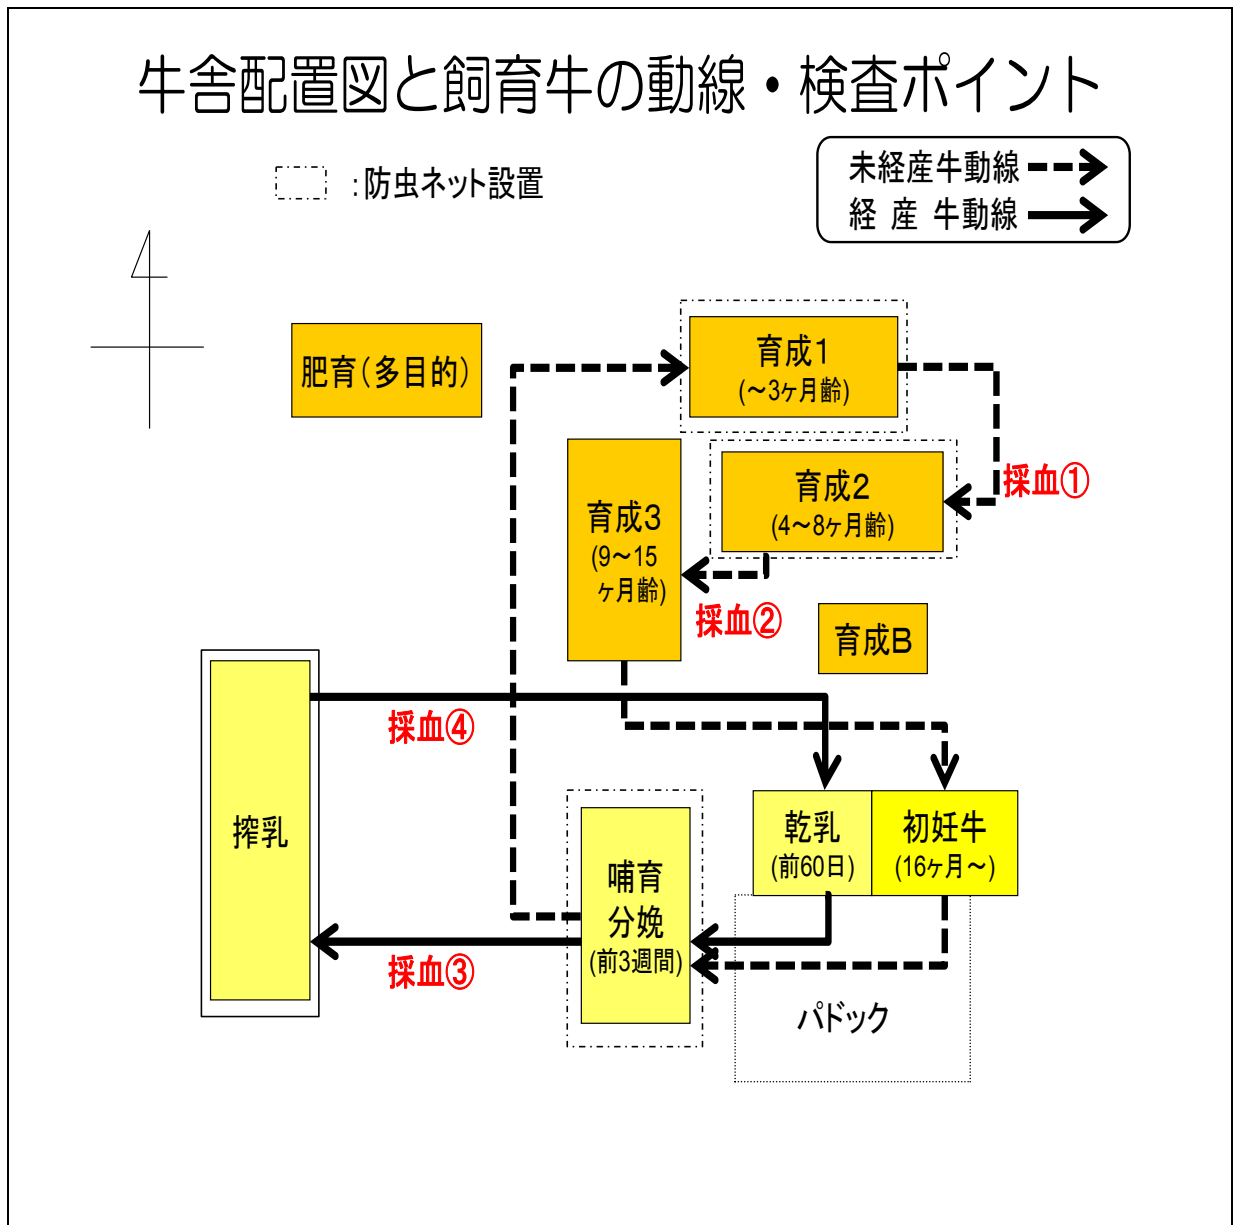 牛舎配置図と飼育牛の動線・検査ポイント
:防虫ネット設置
未経産牛動線
経 産 牛動線
肥育(多目的)
育成1
(～3ヶ月齢)
採血①
育成2
(4～8ヶ月齢)
育成3
(9～15
ヶ月齢)
採血②
育成B
採血④
搾乳
乾乳
(前60日)
初妊牛
(16ヶ月～)
哺育
分娩
(前3週間)
採血③
パドック